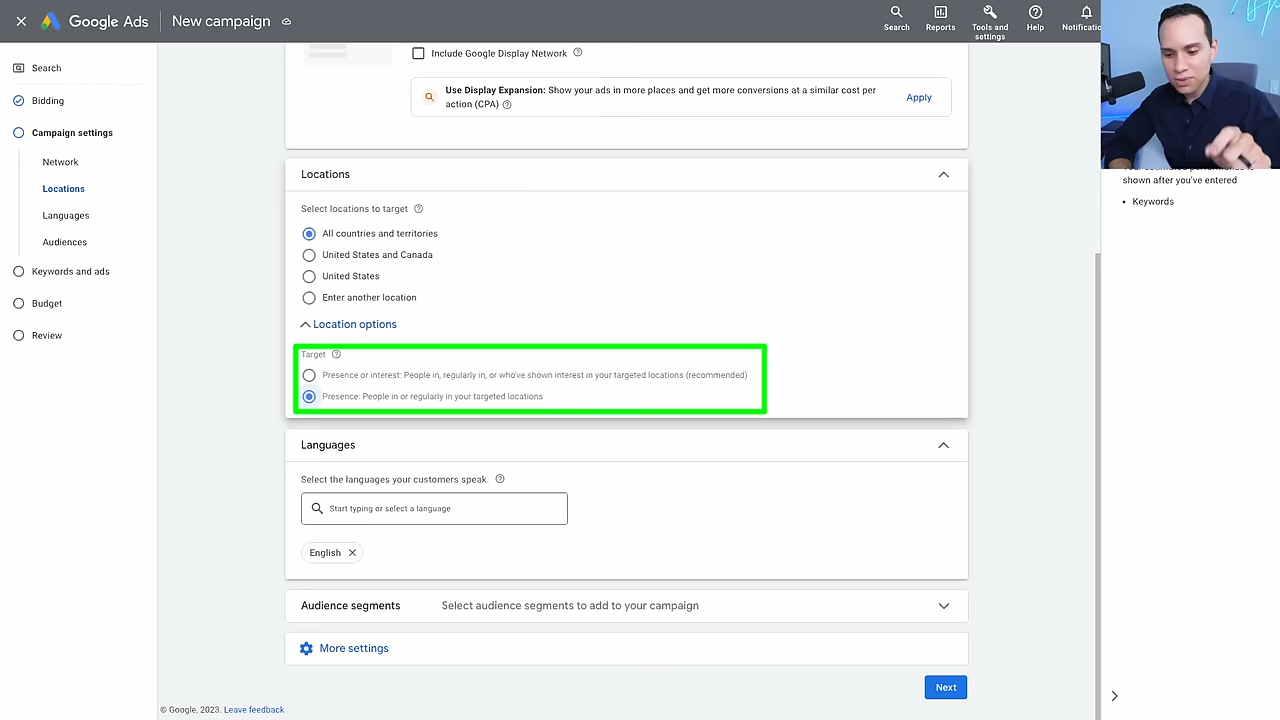 Google Ads
New campaign
Search
Reports
Tools and
settings
Help
Search
Bidding
Campaign settings
Network
Locations
Languages
Audiences
Keywords and ads
Budget
Review
Include Google Display Network
Use Display Expansion: Show your ads in more places and get more conversions at a similar cost per
action (CPA)
Apply
Locations
Select locations to target
All countries and territories
United States and Canada
United States
Enter another location
Location options
Target
Presence or interest: People in, regularly in, or who've shown interest in your targeted locations (recommended)
Presence: People in or regularly in your targeted locations
Languages
Select the languages your customers speak.
Start typing or select a language
English
Audience segments
Select audience segments to add to your campaign
More settings
Next
© Google, 2023. Leave feedback
shown after you've entered
• Keywords